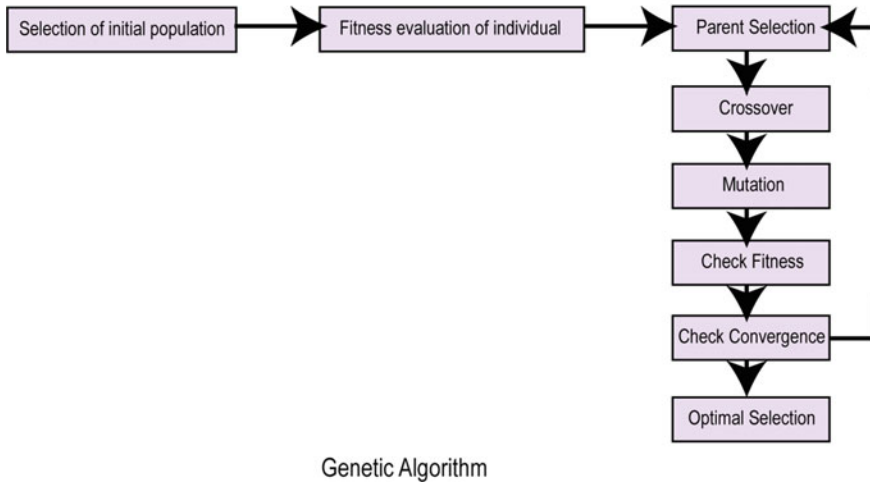 Selection of initial population
Fitness evaluation of individual
Parent Selection
Crossover
Mutation
Check Fitness
Check Convergence
Optimal Selection
Genetic Algorithm